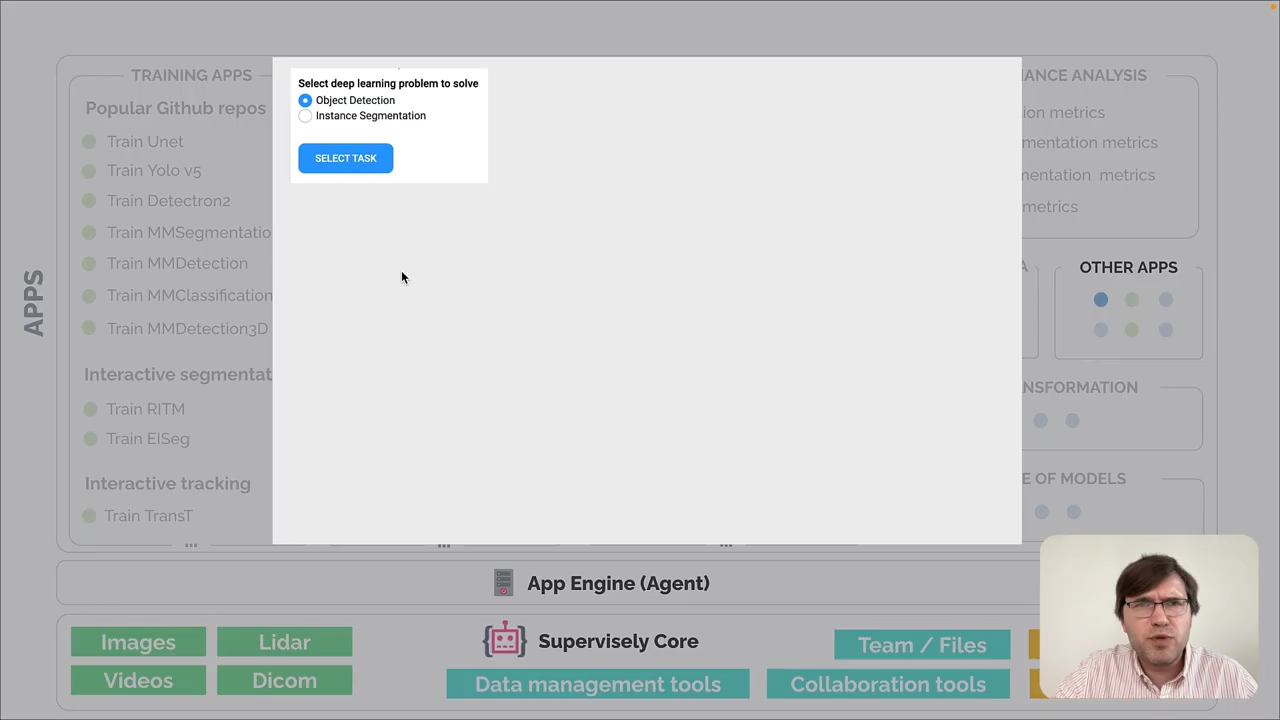 TRAINING APPS
Popular Github repos
Train Unet
Train Yolo v5
Train Detectron2
Train MMSegmentatio
Train MMDetection
Train MMClassification
Train MMDetection3D
Interactive segmentat
Train RITM
Train EISeg
Interactive tracking
Train TransT
...
APPS
Select deep learning problem to solve
Object Detection
Instance Segmentation
SELECT TASK
...
...
ANCE ANALYSIS
ion metrics
mentation metrics
entation metrics
metrics
A
OTHER APPS
NSFORMATION
E OF MODELS
App Engine (Agent)
Images
Lidar
Videos
Dicom
Supervisely Core
Data management tools
Team / Files
Collaboration tools